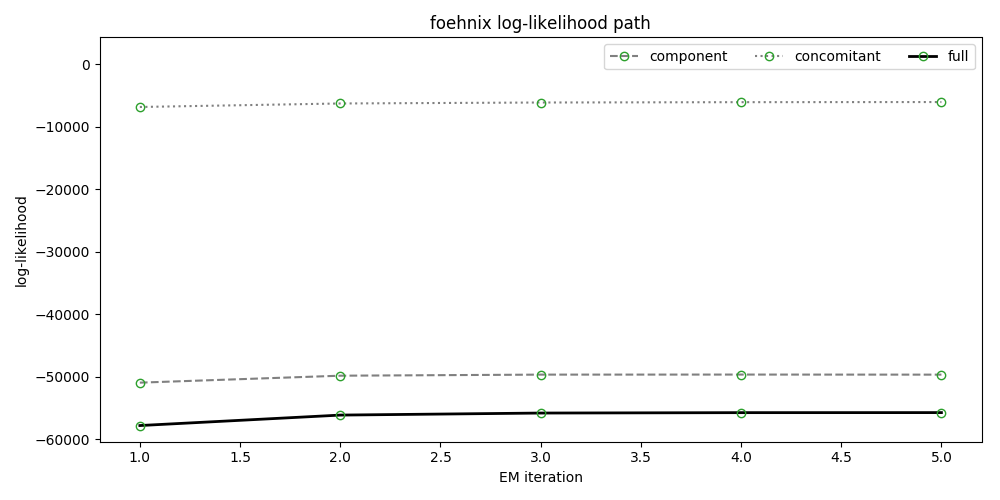 foehnix log-likelihood path
component concomitant full
0
−10000
−20000
−30000
−40000
−50000
−60000
log-likelihood
1.0 1.5 2.0 2.5 3.0 3.5 4.0 4.5 5.0
EM iteration